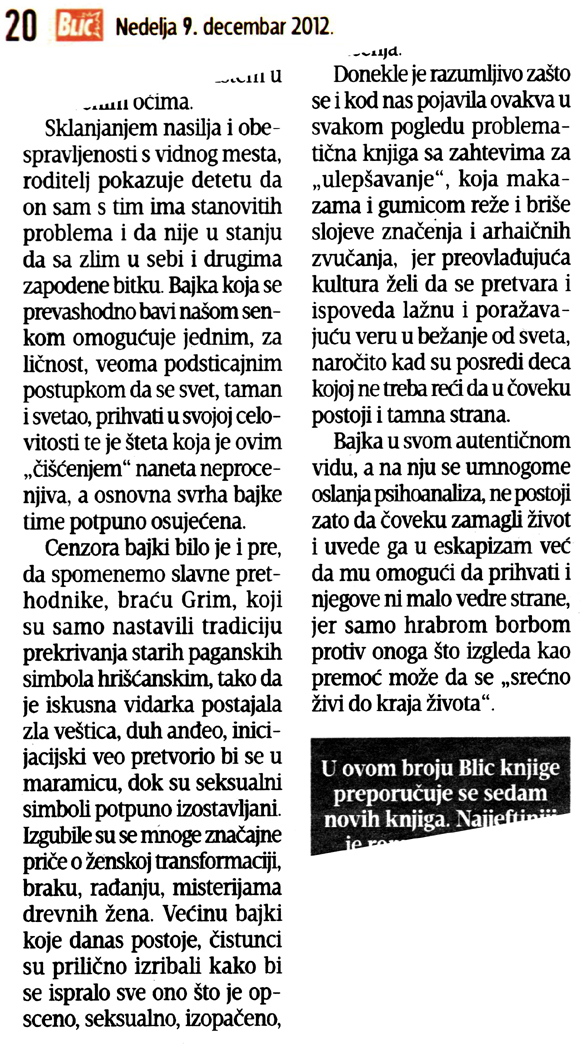 20 Blic Nedelja 9. decembar 2012.
u
očima.
Sklanjanjem nasilja i obe-
spravljenosti s vidnog mesta,
roditelj pokazuje detetu da
on sam s tim ima stanovitih
problema i da nije u stanju
da sa zlim u sebi i drugima
zapodene bitku. Bajka koja se
prevashodno bavi našom sen-
kom omogućuje jednim, za
ličnost, veoma podsticajnim
postupkom da se svet, taman
i svetao, prihvati u svojoj celo-
vitosti te je šteta koja je ovim
„čišćenjem“ naneta neproce-
njiva, a osnovna svrha bajke
time potpuno osujećena.
Cenzora bajki bilo je i pre,
da spomenemo slavne pret-
hodnike, braću Grim, koji
su samo nastavili tradiciju
prekrivanja starih paganskih
simbola hrišćanskim, tako da
je iskusna vidarka postajala
zla veštica, duh anđeo, inici-
jacijski veo pretvorio bi se u
maramicu, dok su seksualni
simboli potpuno izostavljani.
Izgubile su se mnoge značajne
priče o ženskoj transformaciji,
braku, rađanju, misterijama
drevnih žena. Većinu bajki
koje danas postoje, čistunci
su prilično izribali kako bi
se ispralo sve ono što je op-
sceno, seksualno, izopačeno,
Donekle je razumljivo zašto
se i kod nas pojavila ovakva u
svakom pogledu problema-
tična knjiga sa zahtevima za
„ulepšavanje“, koja maka-
zama i gumicom reže i briše
slojeve značenja i arhaičnih
zvučanja, jer preovlađujuća
kultura želi da se pretvara i
ispoveda lažnu i poražava-
juću veru u bežanje od sveta,
naročito kad su posredi deca
kojoj ne treba reći da u čoveku
postoji i tamna strana.
Bajka u svom autentičnom
vidu, a na nju se umnogome
oslanja psihoanaliza, ne postoji
zato da čoveku zamagli život
i uvede ga u eskapizam već
da mu omogući da prihvati i
njegove ni malo vedre strane,
jer samo hrabrom borbom
protiv onoga što izgleda kao
premoć može da se „srećno
živi do kraja života“.
U ovom broju Blic knjige
preporučuje se sedam
novih knjiga. Najjeftiniji
je